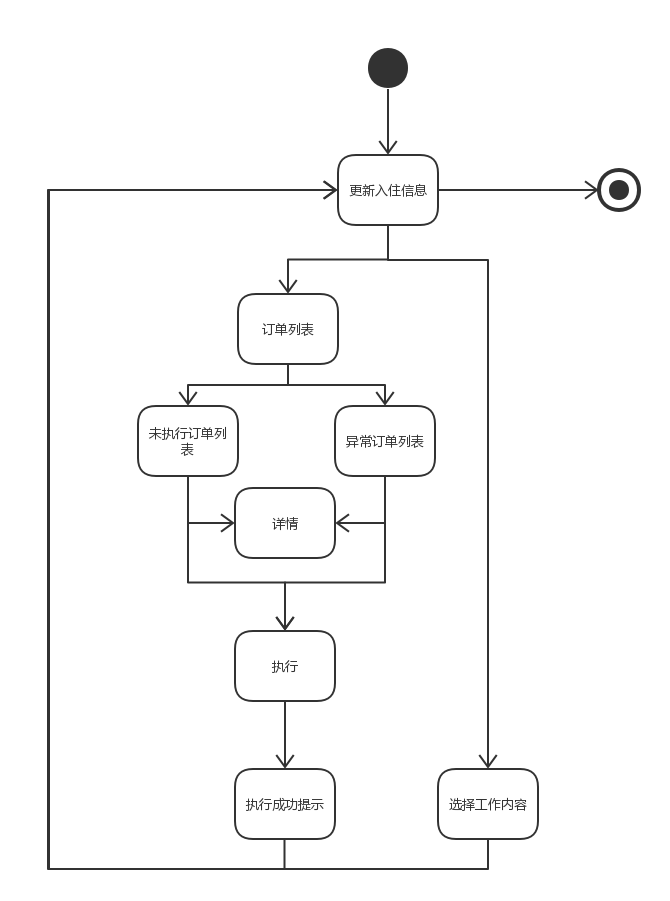 更新入住信息
订单列表
未执行订单列
表
异常订单列表
详情
执行
执行成功提示
选择工作内容